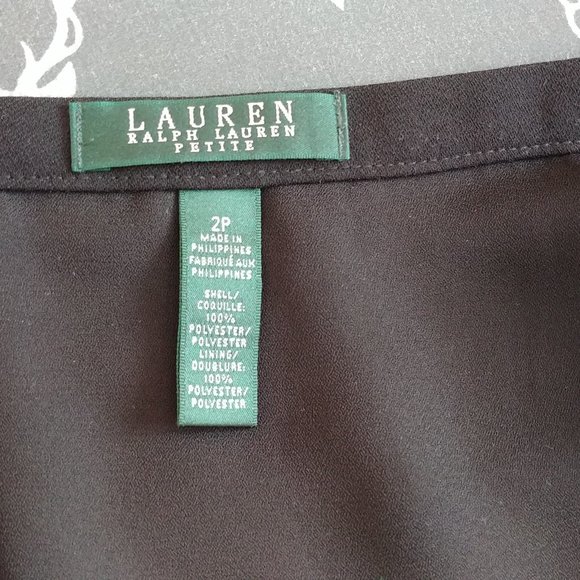 LAUREN
RALPH LAUREN
PETITE
2P
MADE IN
PHILIPPINES
FABRIQUÉ AUX
PHILIPPINES
SHELL/
COQUILLE:
100%
POLYESTER/
POLYESTER
LINING/
DOUBLURE:
100%
POLYESTER/
POLYESTER